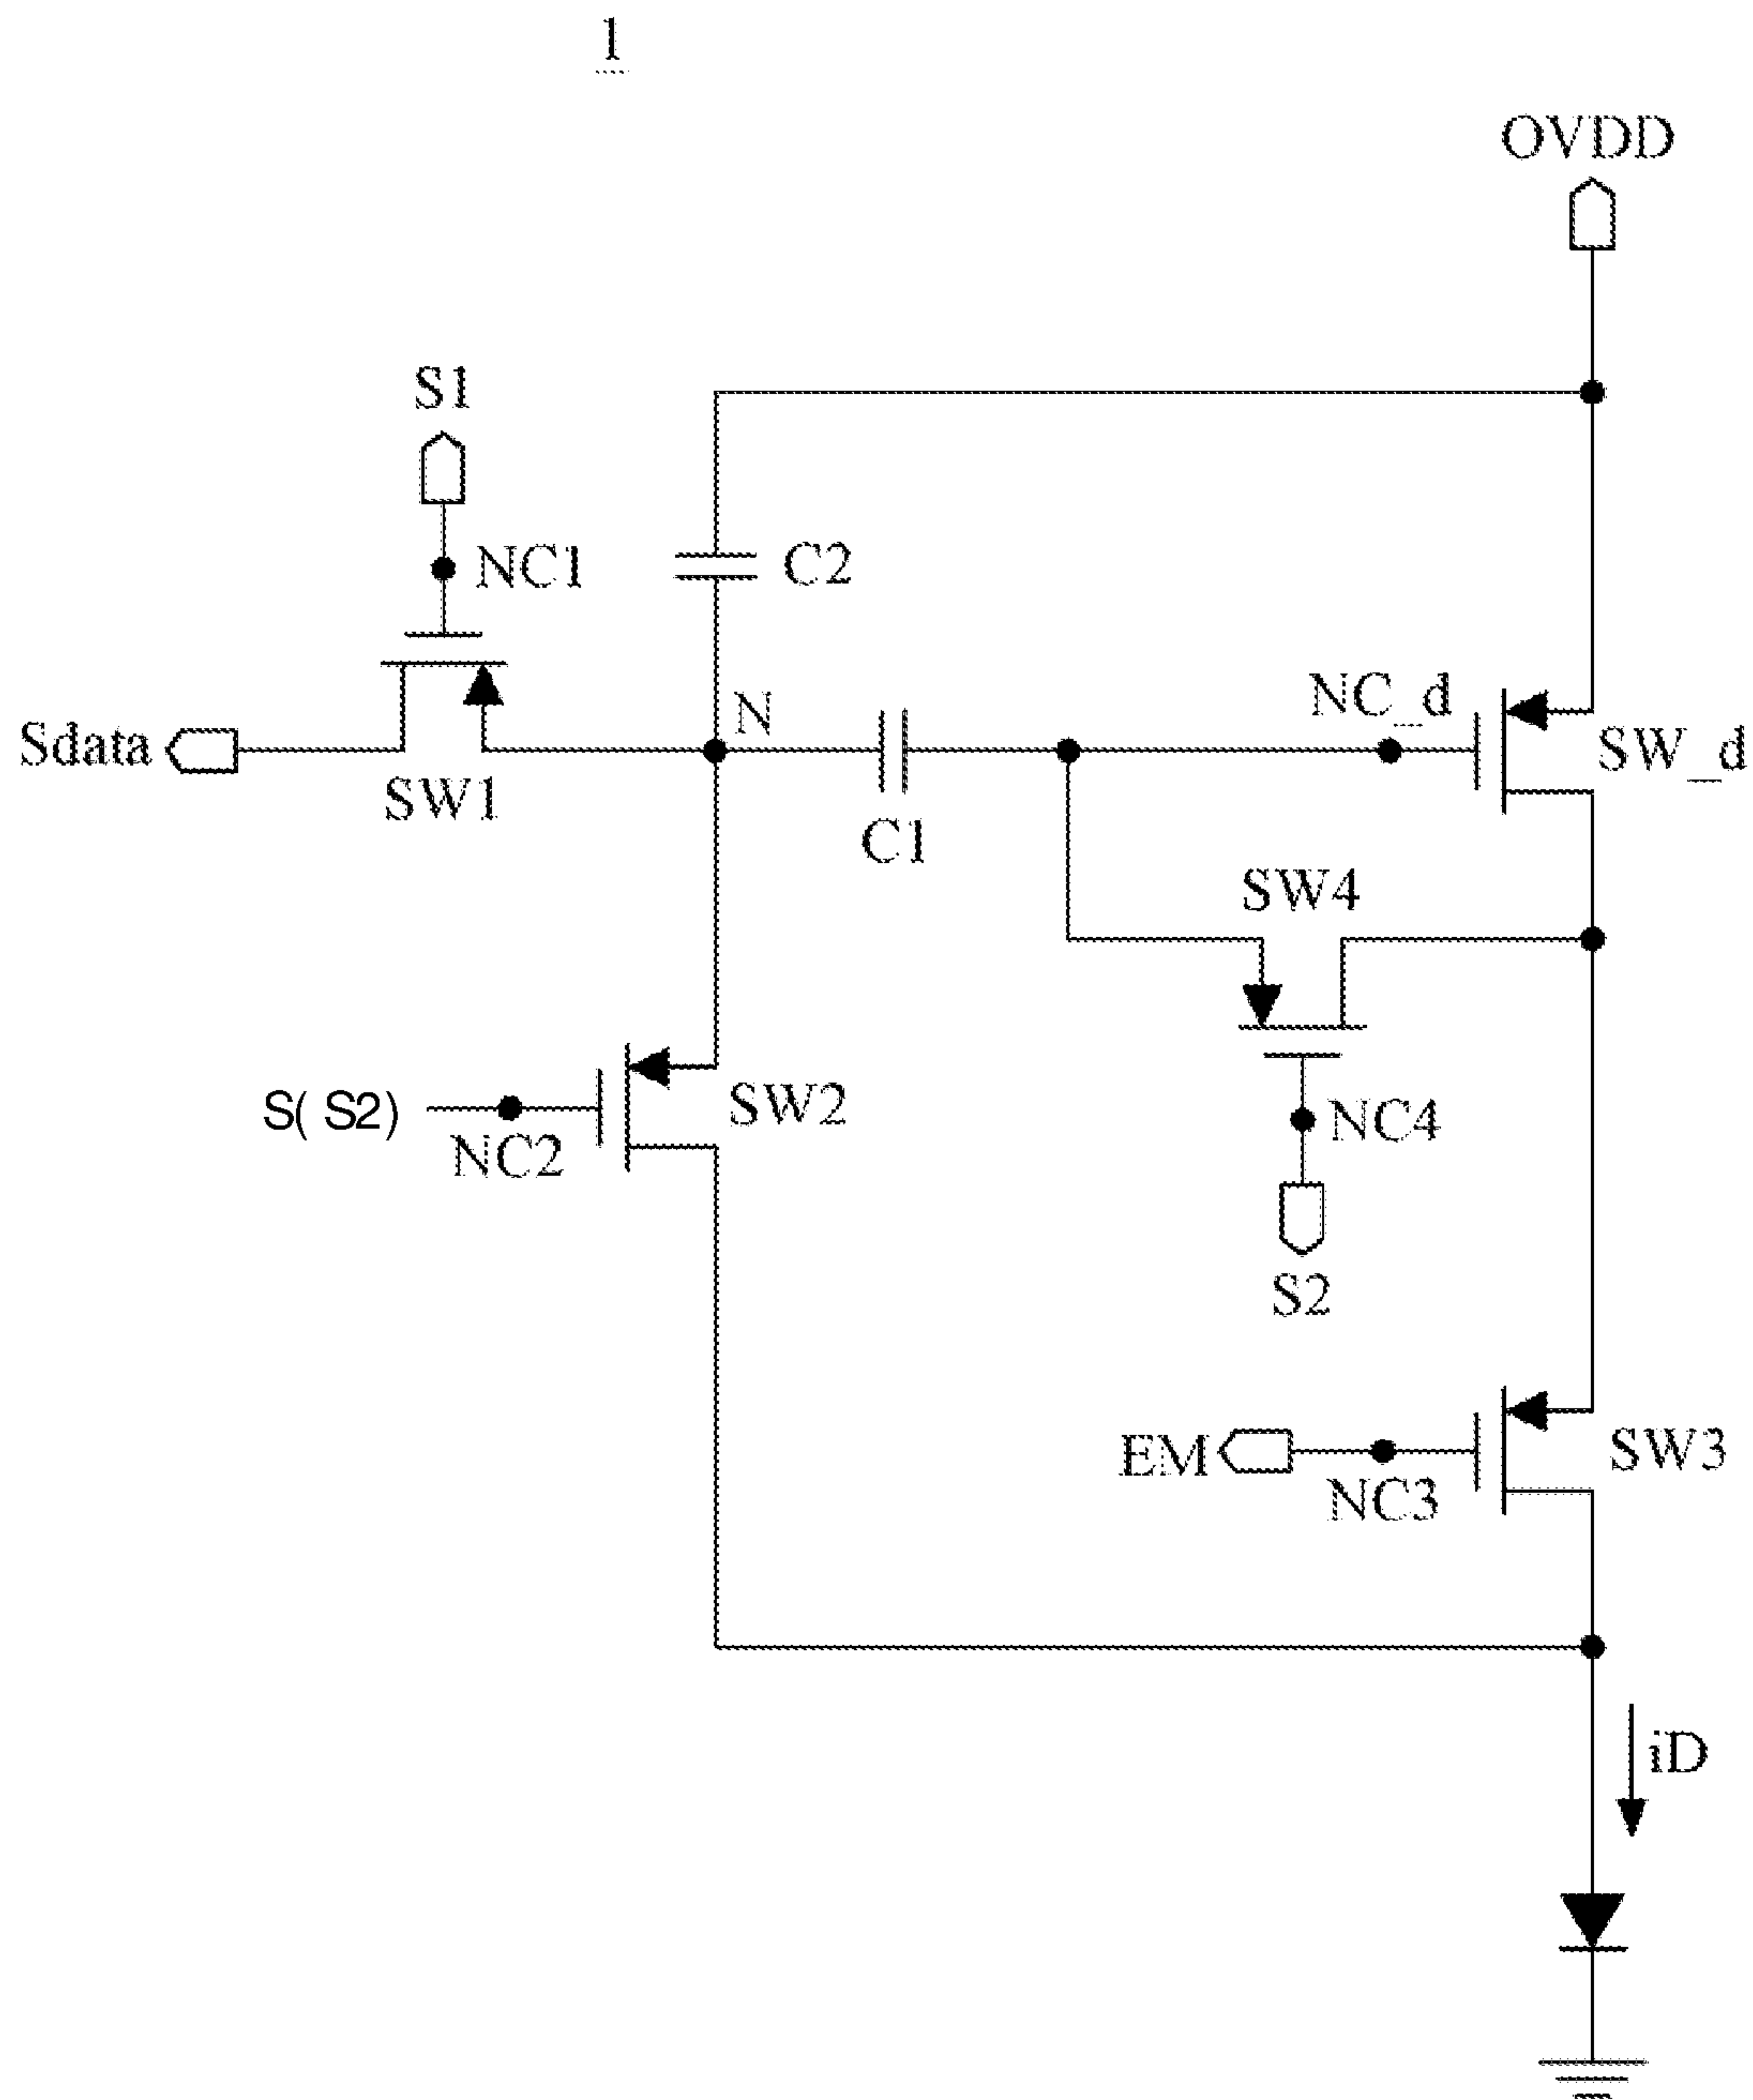 1
OVDD
S1
NC1
C2
N
NC_d
Sdata
SW1
SW_d
C1
SW4
S( S2)
SW2
NC2
NC4
S2
EM
SW3
NC3
iD